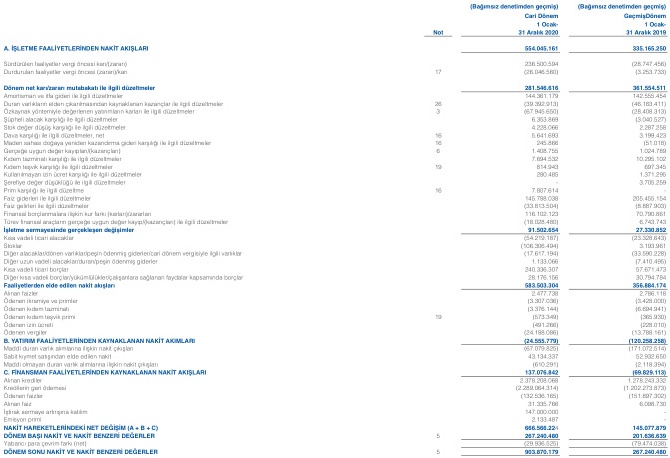 (Bağımsız denetimden geçmiş) (Bağımsız denetimden geçmiş)
Cari Dönem GeçmişDönem
1 Ocak- 1 Ocak-
Not 31 Aralık 2020 31 Aralık 2019
A. İŞLETME FAALİYETLERİNDEN NAKİT AKIŞLARI 554.045.161 335.165.250
Sürdürülen faaliyetler vergi öncesi karı/(zararı) 236.500.594 (28.747.456)
Durdurulan faaliyetler vergi öncesi (zararı)/karı 17 (26.046.560) (3.253.733)
Dönem net karı/zararı mutabakatı ile ilgili düzeltmeler 281.546.616 361.554.511
Amortisman ve itfa gideri ile ilgili düzeltmeler 144.361.179 142.555.454
Duran varlıkların elden çıkarılmasından kaynaklanan kazançlar ile ilgili düzeltmeler 26 (39.392.913) (46.183.411)
Özkaynak yöntemiyle değerlenen yatırımların karları ile ilgili düzeltmeler 3 (67.945.650) (28.408.313)
Şüpheli alacak karşılığı ile ilgili düzeltmeler 6.353.869 (3.040.527)
Stok değer düşüş karşılığı ile ilgili düzeltmeler 4.228.066 2.287.258
Dava karşılığı ile ilgili düzeltmeler, net 16 5.641.693 3.199.423
Maden sahası doğaya yeniden kazandırma gideri karşılığı ile ilgili düzeltmeler 16 245.866 (51.018)
Gerçeğe uygun değer kayıpları/(kazançları) 6 1.408.755 1.024.789
Kıdem tazminatı karşılığı ile ilgili düzeltmeler 7.694.532 10.295.102
Kıdem teşvik karşılığı ile ilgili düzeltmeler 19 814.943 697.345
Kullanılmayan izin ücret karşılığı ile ilgili düzeltmeler 280.485 1.371.295
Şerefiye değer düşüklüğü ile ilgili düzeltmeler - 3.705.259
Prim karşılığı ile ilgili düzeltme 16 7.807.614 -
Faiz giderleri ile ilgili düzeltmeler 145.798.038 205.455.154
Faiz gelirleri ile ilgili düzeltmeler (33.813.504) (8.887.903)
Finansal borçlanmalara ilişkin kur farkı (karları)/zararları 116.102.123 70.790.861
Türev finansal araçların gerçeğe uygun değer kayıp/(kazançları) ile ilgili düzeltmeler (18.028.480) 6.743.743
İşletme sermayesinde gerçekleşen değişimler 91.502.654 27.330.852
Kısa vadeli ticari alacaklar (54.219.187) (23.328.643)
Stoklar (106.306.494) 3.193.961
Diğer alacaklar/dönen varlıklar/peşin ödenmiş giderler/cari dönem vergisiyle ilgili varlıklar (17.617.194) (33.590.228)
Diğer uzun vadeli alacaklar/duran/peşin ödenmiş giderler 1.133.066 (7.410.495)
Kısa vadeli ticari borçlar 240.336.307 57.671.473
Diğer kısa vadeli borçlar/yükümlülükler/çalışanlara sağlanan faydalar kapsamında borçlar 28.176.156 30.794.784
Faaliyetlerden elde edilen nakit akışları 583.503.304 356.884.174
Alınan faizler 2.477.738 2.786.118
Ödenen ikramiye ve primler (3.307.036) (3.428.000)
Ödenen kıdem tazminatı (3.376.144) (6.694.941)
Ödenen kıdem teşvik primi 19 (573.349) (365.930)
Ödenen izin ücreti (491.266) (228.010)
Ödenen vergiler (24.188.086) (13.788.161)
B. YATIRIM FAALİYETLERİNDEN KAYNAKLANAN NAKİT AKIMLARI (24.555.779) (120.258.258)
Maddi duran varlık alımlarına ilişkin nakit çıkışları (67.079.825) (171.072.514)
Sabit kıymet satışından elde edilen nakit 43.134.337 52.932.650
Maddi olmayan duran varlık alımlarına ilişkin nakit çıkışları (610.291) (2.118.394)
C. FİNANSMAN FAALİYETLERİNDEN KAYNAKLANAN NAKİT AKIŞLARI 137.076.842 (69.829.113)
Alınan krediler 2.378.208.068 1.278.243.332
Kredilerin geri ödemesi (2.289.064.314) (1.202.273.873)
Ödenen faizler (132.536.165) (151.897.302)
Alınan faiz 31.335.766 6.098.730
İştirak sermaye artışına katılım 147.000.000 -
Emisyon primi 2.133.487 -
NAKİT HAREKETLERİNDEKİ NET DEĞİŞİM (A + B + C) 666.566.224 145.077.879
DÖNEM BAŞI NAKİT VE NAKİT BENZERİ DEĞERLER 5 267.240.480 201.636.639
Yabancı para çevrim farkı (net) (29.936.525) (79.474.038)
DÖNEM SONU NAKİT VE NAKİT BENZERİ DEĞERLER 5 903.870.179 267.240.480